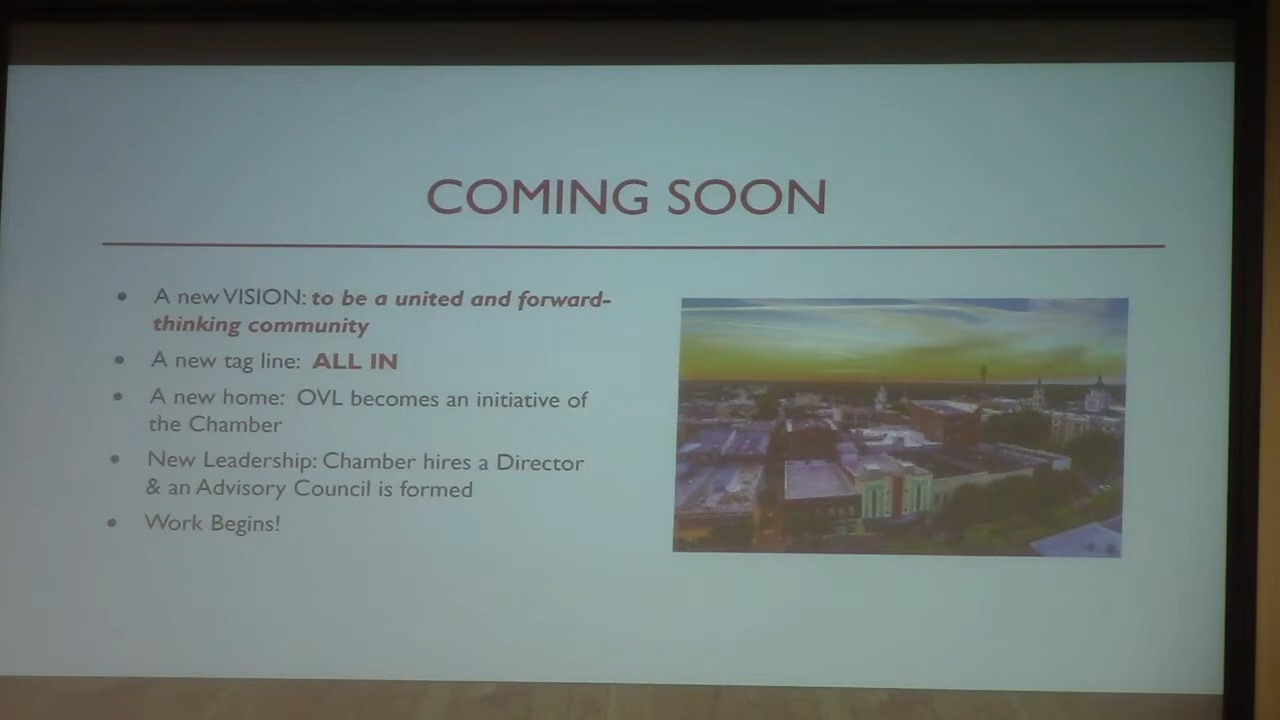 COMING SOON
• A new VISION: to be a united and forward-
thinking community
• A new tag line: ALL IN
• A new home: OVL becomes an initiative of
the Chamber
• New Leadership: Chamber hires a Director
& an Advisory Council is formed
• Work Begins!